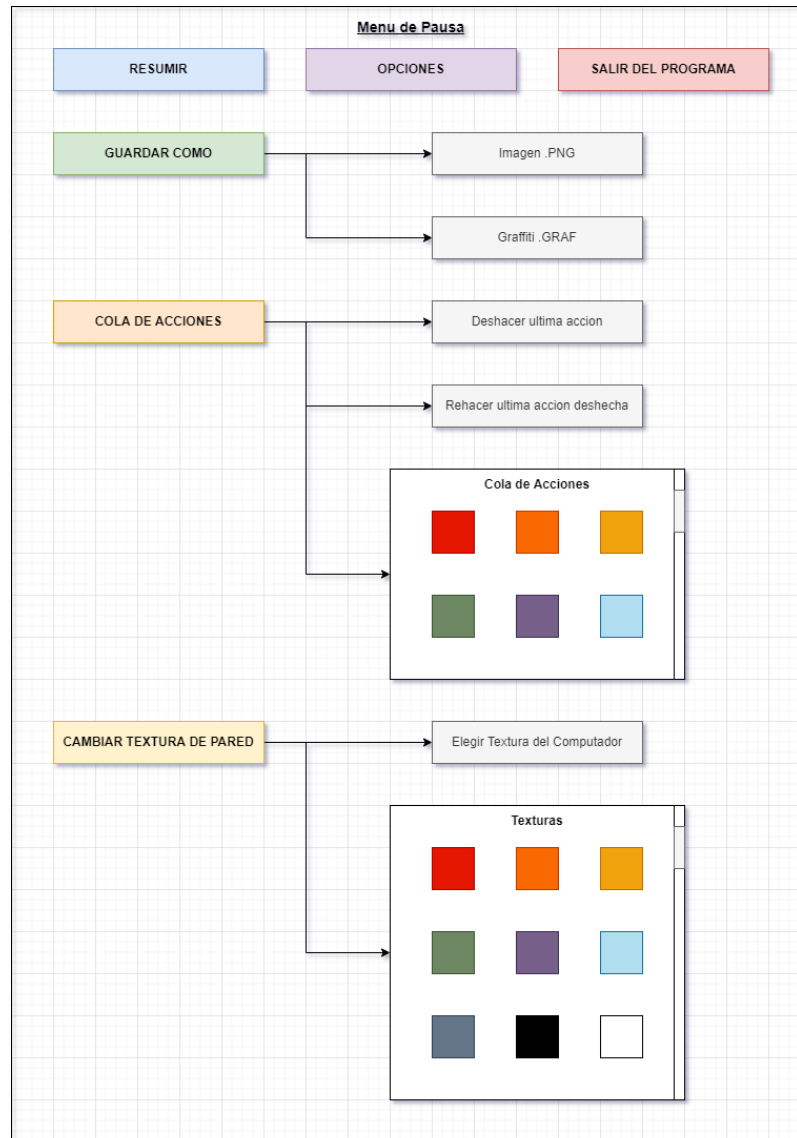 Menu de Pausa
RESUMIR
OPCIONES
SALIR DEL PROGRAMA
GUARDAR COMO
Imagen .PNG
Graffiti .GRAF
COLA DE ACCIONES
Deshacer ultima accion
Rehacer ultima accion deshecha
Cola de Acciones
CAMBIAR TEXTURA DE PARED
Elegir Textura del Computador
Texturas